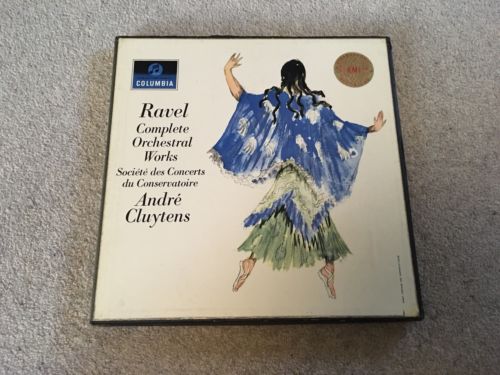 COLUMBIA
EMI
Ravel
Complete
Orchestral
Works
Société des Concerts
du Conservatoire
André
Cluytens